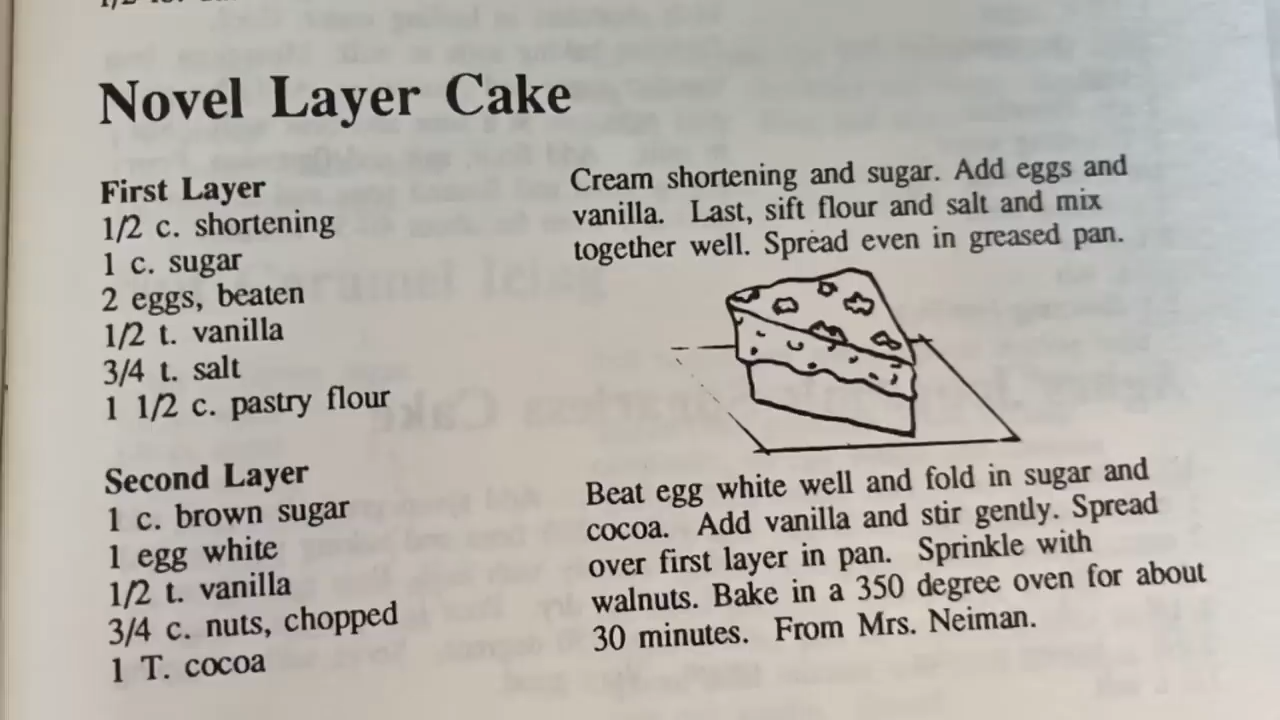 Novel Layer Cake
First Layer
1/2 c. shortening
1 c. sugar
2 eggs, beaten
1/2 t. vanilla
3/4 t. salt
1 1/2 c. pastry flour
Cream shortening and sugar. Add eggs and
vanilla. Last, sift flour and salt and mix
together well. Spread even in greased pan.
Second Layer
1 c. brown sugar
1 egg white
1/2 t. vanilla
3/4 c. nuts, chopped
1 T. cocoa
Beat egg white well and fold in sugar and
cocoa. Add vanilla and stir gently. Spread
over first layer in pan. Sprinkle with
walnuts. Bake in a 350 degree oven for about
30 minutes. From Mrs. Neiman.